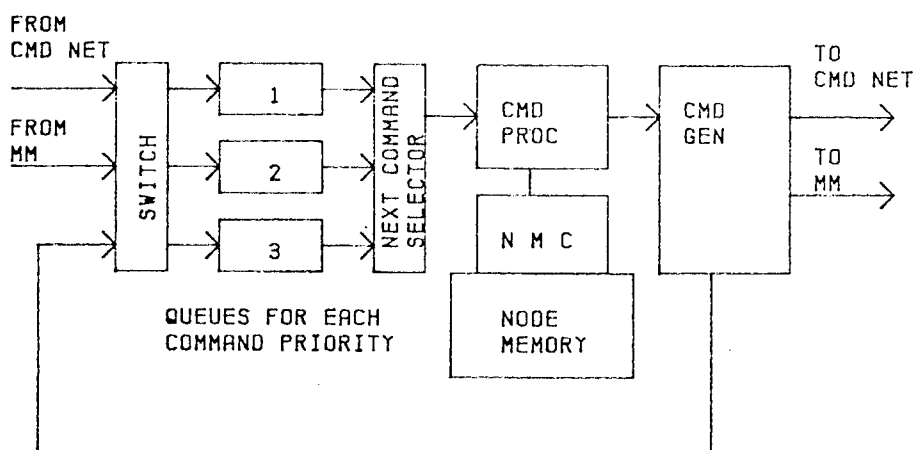 FROM
CMD NET
FROM
MM
SWITCH
1
2
3
NEXT COMMAND
SELECTOR
CMD
PROC
N M C
NODE
MEMORY
CMD
GEN
TO
CMD NET
TO
MM
QUEUES FOR EACH
COMMAND PRIORITY